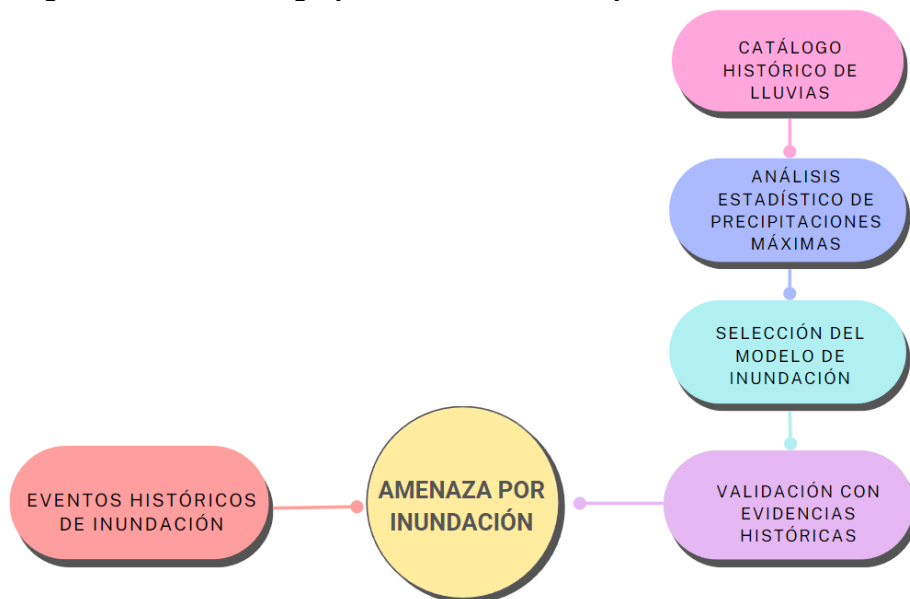 CATÁLOGO
HISTÓRICO DE
LLUVIAS
ANÁLISIS
ESTADÍSTICO DE
PRECIPITACIONES
MÁXIMAS
SELECCIÓN DEL
MODELO DE
INUNDACIÓN
EVENTOS HISTÓRICOS
DE INUNDACIÓN
AMENAZA POR
INUNDACIÓN
VALIDACIÓN CON
EVIDENCIAS
HISTÓRICAS